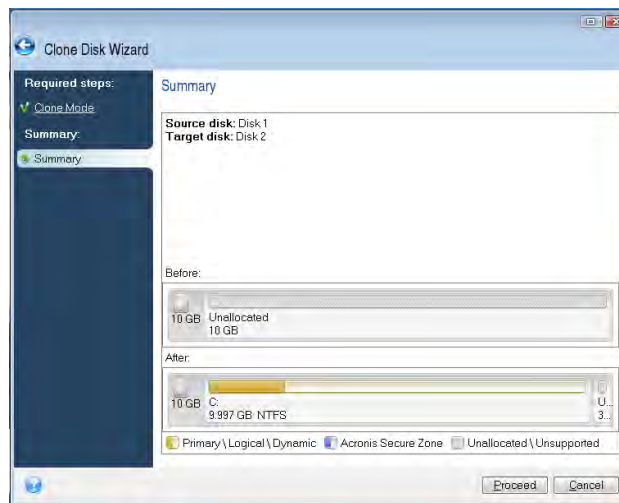 Clone Disk Wizard
Required steps:
Clone Mode
Summary:
Summary
Summary
Source disk: Disk 1
Target disk: Disk 2
Before:
10 GB
Unallocated
10 GB
After:
10 GB
C:
9.997 GB NTFS
U...
3...
Primary \ Logical \ Dynamic
Acronis Secure Zone
Unallocated \ Unsupported
?
Proceed
Cancel